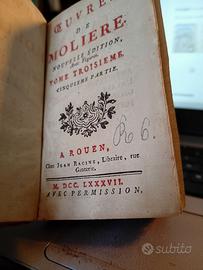 ŒUVRES
DE
MOLIERE.
NOUVELLE EDITION,
TOME TROISIEME.
CINQUIEME PARTIE.
R 6.
A ROUEN,
Chez JEAN RACINE, Libraire, rue
Ganterie.
M. DCC. LXXXVII.
AVEC PERMISSION.
subito